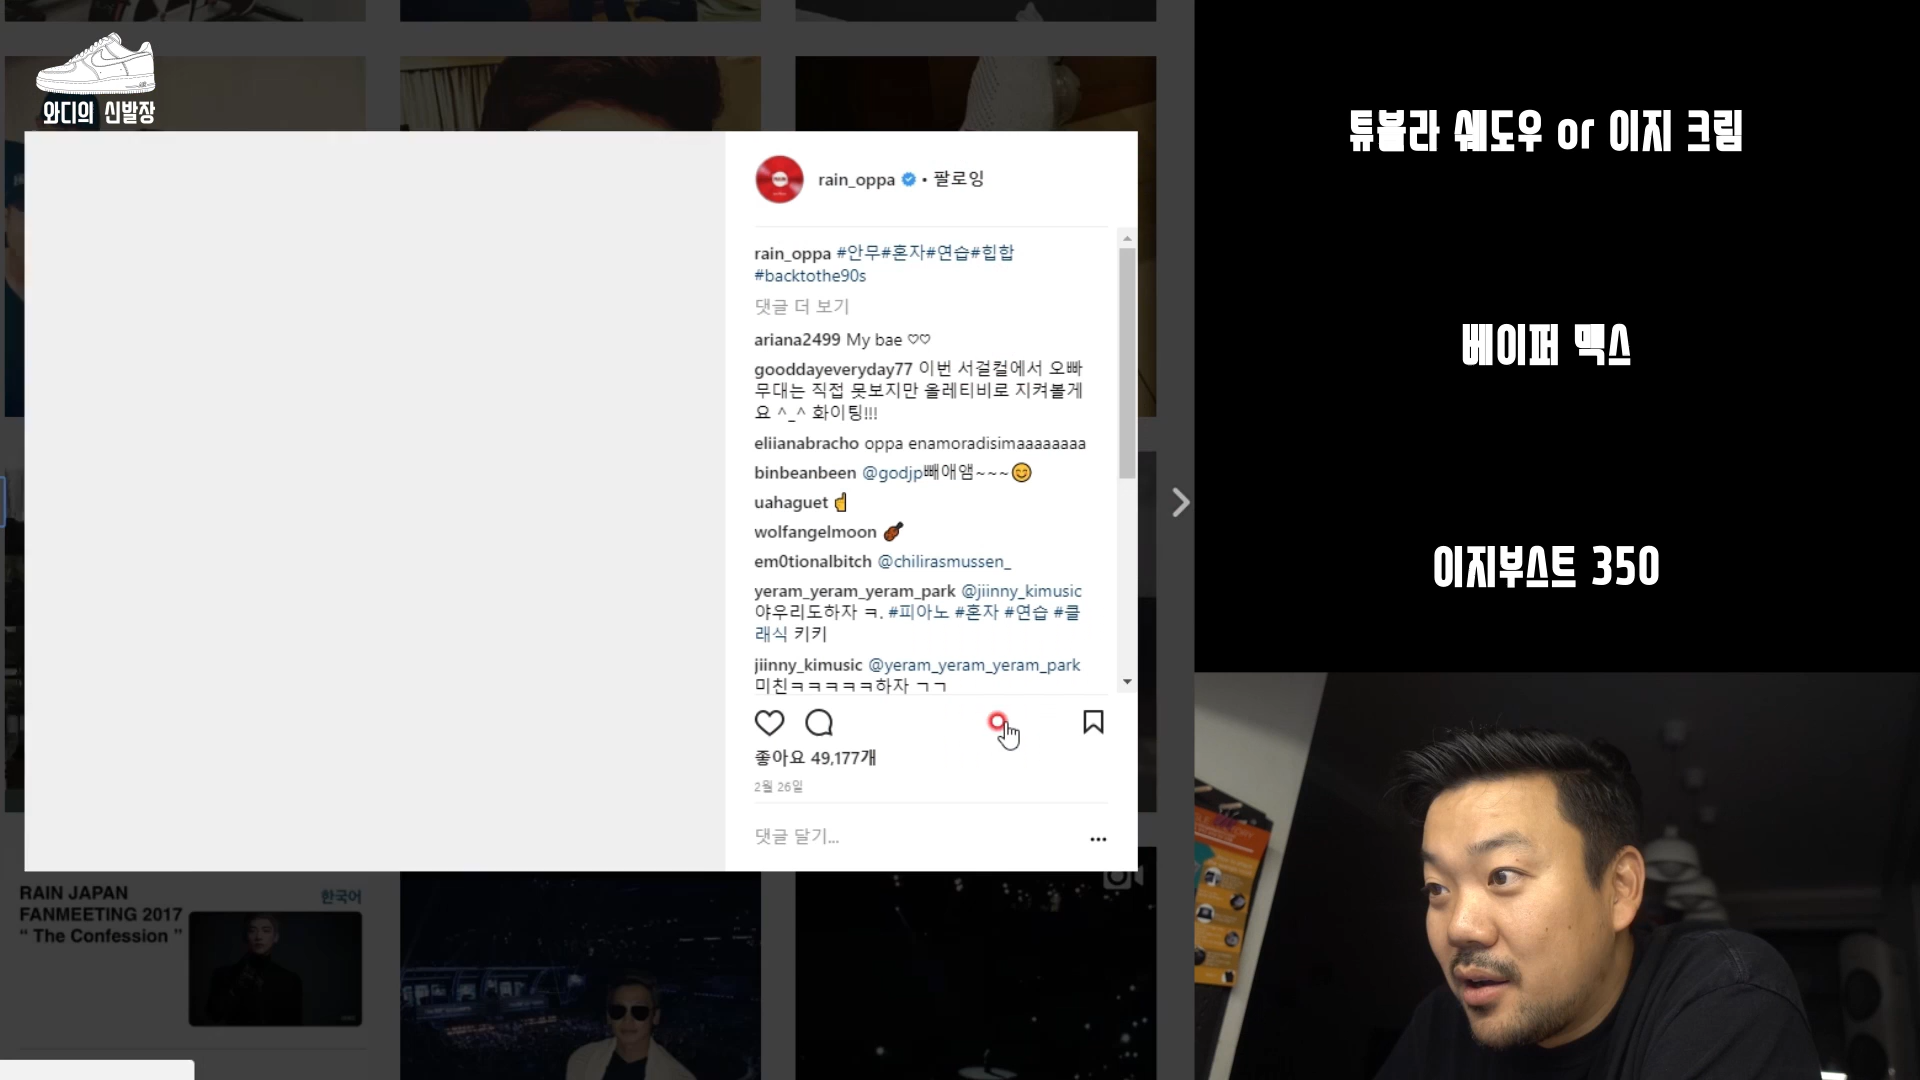 와디의 신발장
튜블라 쉐도우 or 이지 크림
베이퍼 맥스
이지부스트 350
rain_oppa • 팔로잉
rain_oppa #안무#혼자#연습#힙합
#backtothe90s
댓글 더 보기
ariana2499 My bae ♡♡
gooddayeveryday77 이번 서걸컬에서 오빠
무대는 직접 못보지만 올레티비로 지켜볼게
요 ^_^ 화이팅!!!
eliianabracho oppa enamoradisimaaaaaaaa
binbeanbeen @godjp빼애앰~~~😊
uahaguet ☝
wolfangelmoon 🎻
em0tionalbitch @chilirasmussen_
yeram_yeram_yeram_park @jiinny_kimusic
야우리도하자 ㅋ. #피아노 #혼자 #연습 #클
래식 키키
jiinny_kimusic @yeram_yeram_yeram_park
미친ㅋㅋㅋㅋㅋ하자 ㄱㄱ
좋아요 49,177개
2월 26일
댓글 달기...
RAIN JAPAN
FANMEETING 2017
“ The Confession ”
한국어